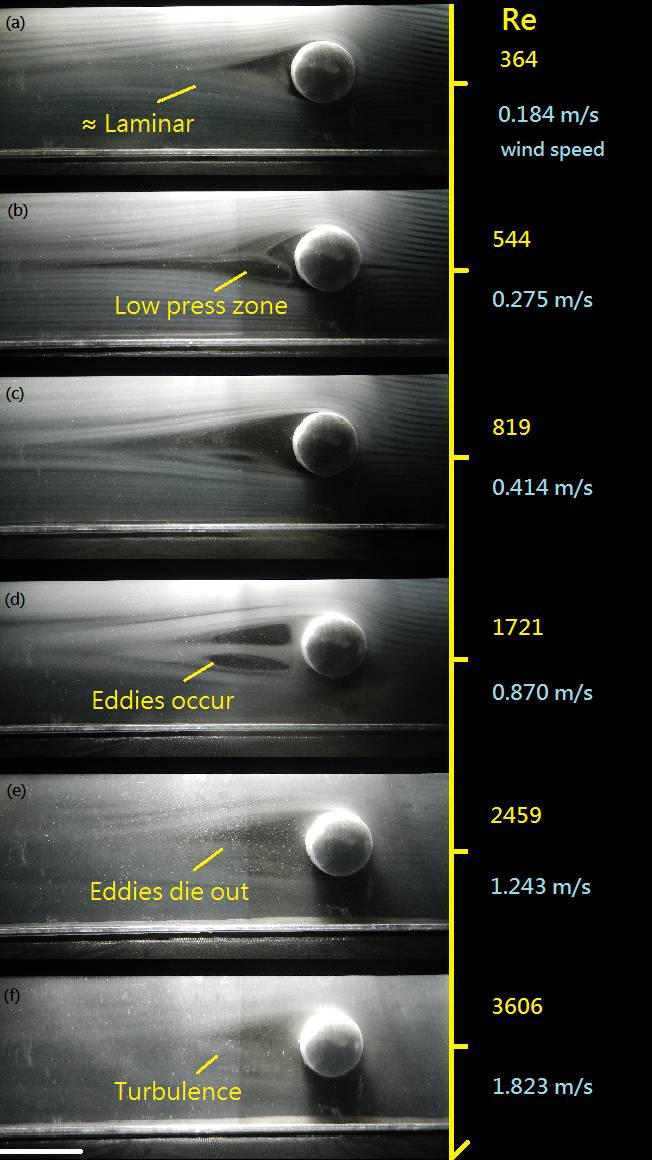 (a)
Re
364
≈ Laminar
0.184 m/s
wind speed
(b)
544
Low press zone
0.275 m/s
(c)
819
0.414 m/s
(d)
1721
Eddies occur
0.870 m/s
(e)
2459
Eddies die out
1.243 m/s
(f)
3606
Turbulence
1.823 m/s